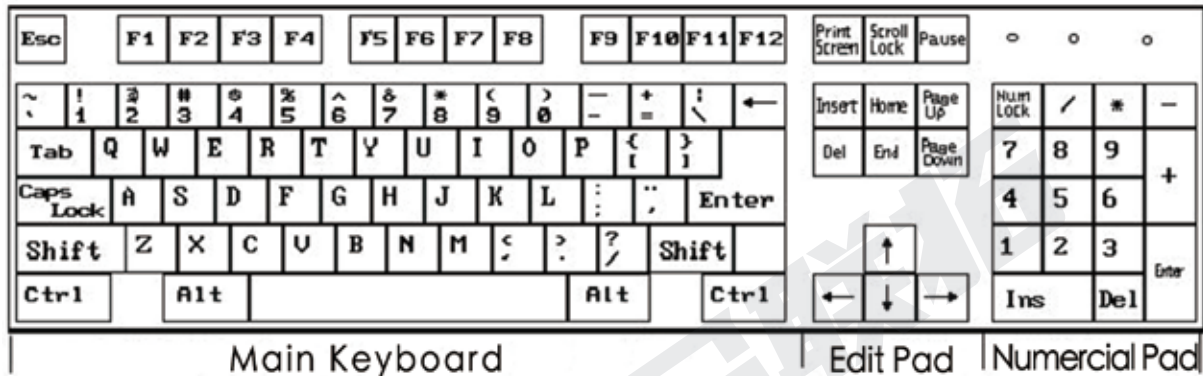 Esc F1 F2 F3 F4 F5 F6 F7 F8 F9 F10 F11 F12 Print Screen Scroll Lock Pause
~ ` ! 1 @ 2 # 3 $ 4 % 5 ^ 6 & 7 * 8 ( 9 ) 0 — - + = ¦ \ ← Insert Home Page Up Num Lock / * −
Tab Q W E R T Y U I O P { [ } ] Del End Page Down 7 8 9 +
Caps Lock A S D F G H J K L : ; " ' Enter 4 5 6
Shift Z X C V B N M < , > . ? / Shift ↑ 1 2 3 Enter
Ctrl Alt Alt Ctrl ← ↓ → Ins Del
Main Keyboard Edit Pad Numercial Pad